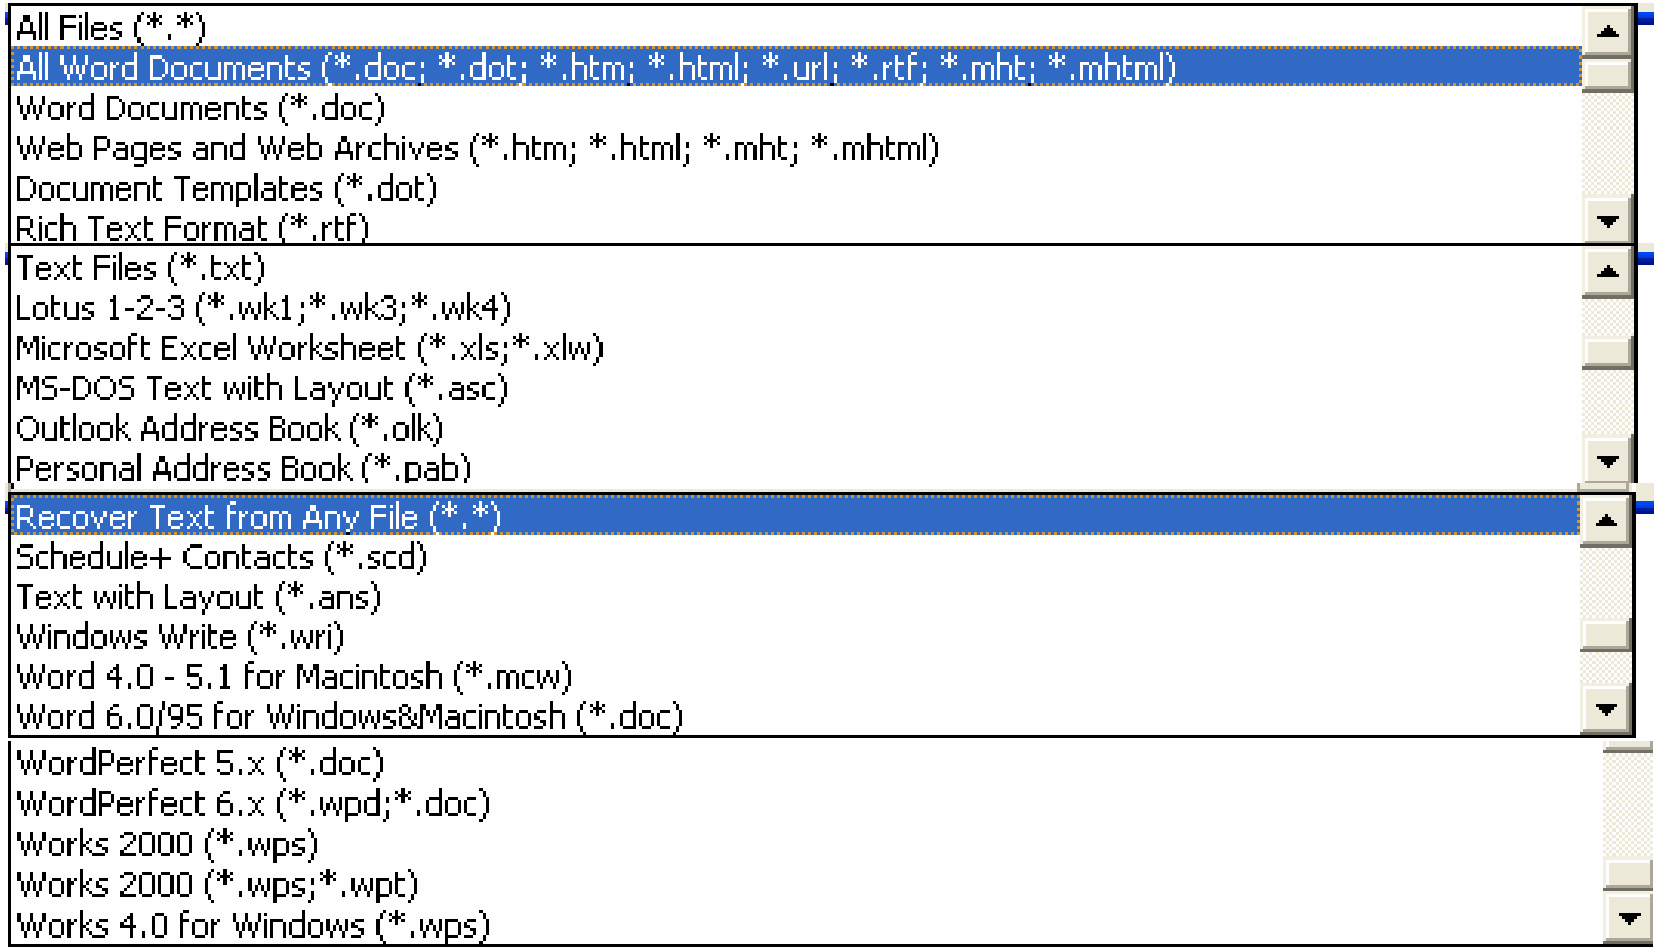 All Files (*.*)
All Word Documents (*.doc; *.dot; *.htm; *.html; *.url; *.rtf; *.mht; *.mhtml)
Word Documents (*.doc)
Web Pages and Web Archives (*.htm; *.html; *.mht; *.mhtml)
Document Templates (*.dot)
Rich Text Format (*.rtf)
Text Files (*.txt)
Lotus 1-2-3 (*.wk1;*.wk3;*.wk4)
Microsoft Excel Worksheet (*.xls;*.xlw)
MS-DOS Text with Layout (*.asc)
Outlook Address Book (*.olk)
Personal Address Book (*.pab)
Recover Text from Any File (*.*)
Schedule+ Contacts (*.scd)
Text with Layout (*.ans)
Windows Write (*.wri)
Word 4.0 - 5.1 for Macintosh (*.mcw)
Word 6.0/95 for Windows&Macintosh (*.doc)
WordPerfect 5.x (*.doc)
WordPerfect 6.x (*.wpd;*.doc)
Works 2000 (*.wps)
Works 2000 (*.wps;*.wpt)
Works 4.0 for Windows (*.wps)